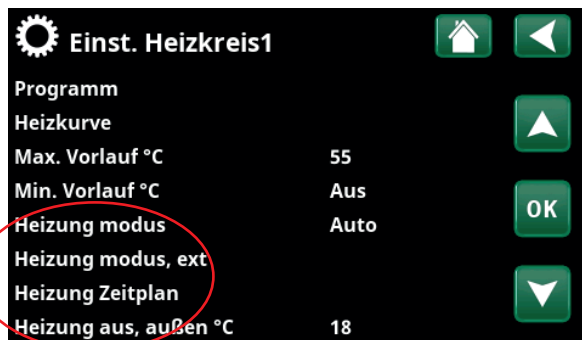 Einst. Heizkreis1
Programm
Heizkurve
Max. Vorlauf °C 55
Min. Vorlauf °C Aus
Heizung modus Auto
OK
Heizung modus, ext
Heizung Zeitplan
Heizung aus, außen °C 18